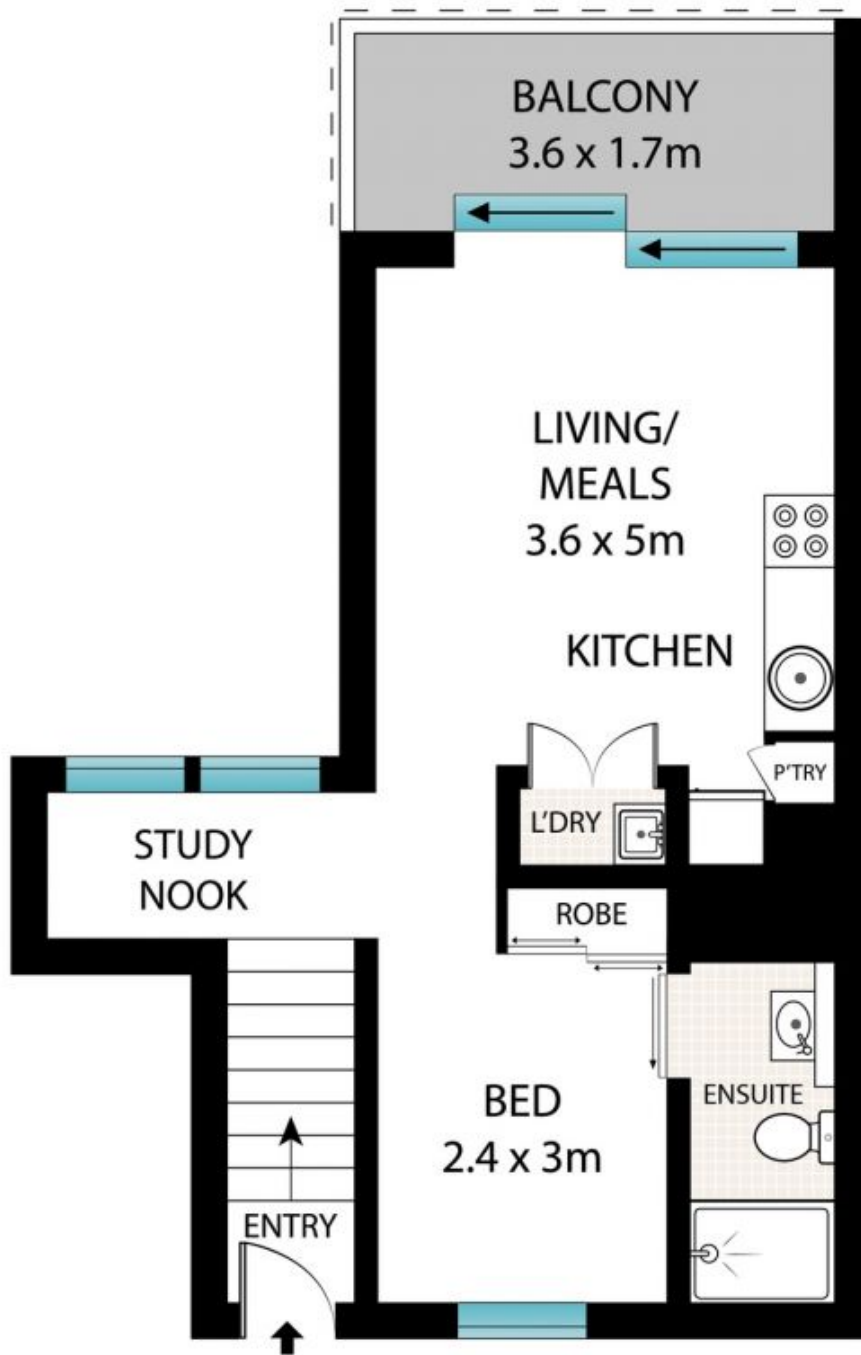 BALCONY
3.6 x 1.7m
LIVING/
MEALS
3.6 x 5m
KITCHEN
P'TRY
L'DRY
STUDY
NOOK
ROBE
BED
2.4 x 3m
ENSUITE
ENTRY